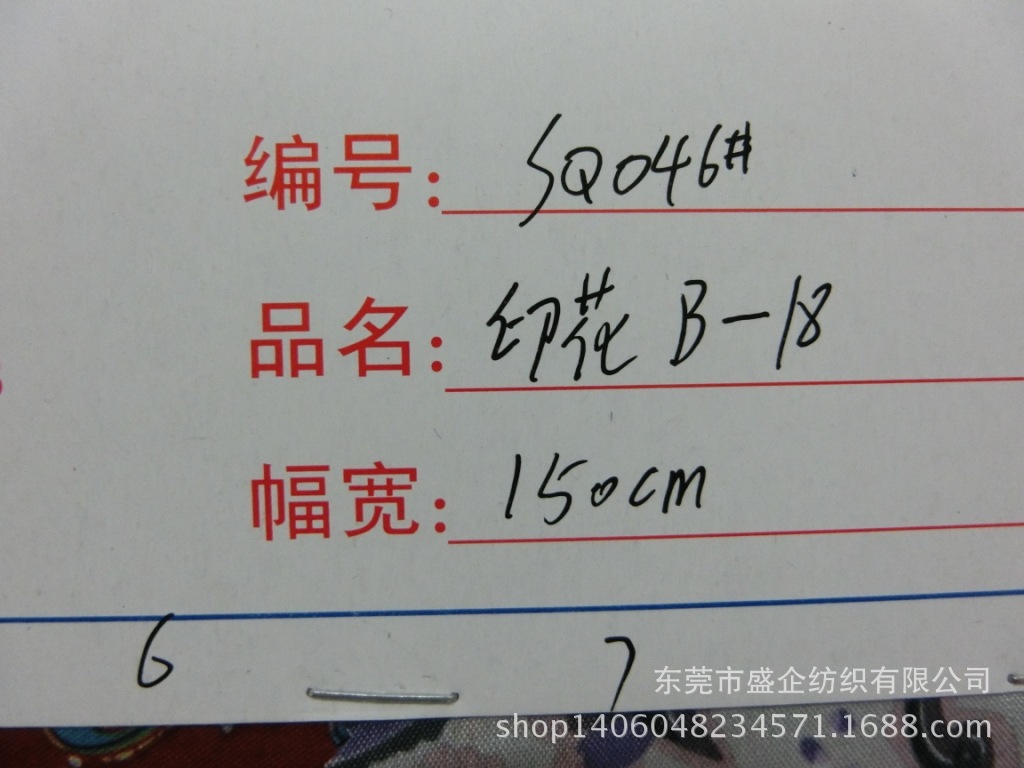 编号: SQ046#
品名: 印花 B-18
幅宽: 150cm
6 7
东莞市盛企纺织有限公司
shop1406048234571.1688.com